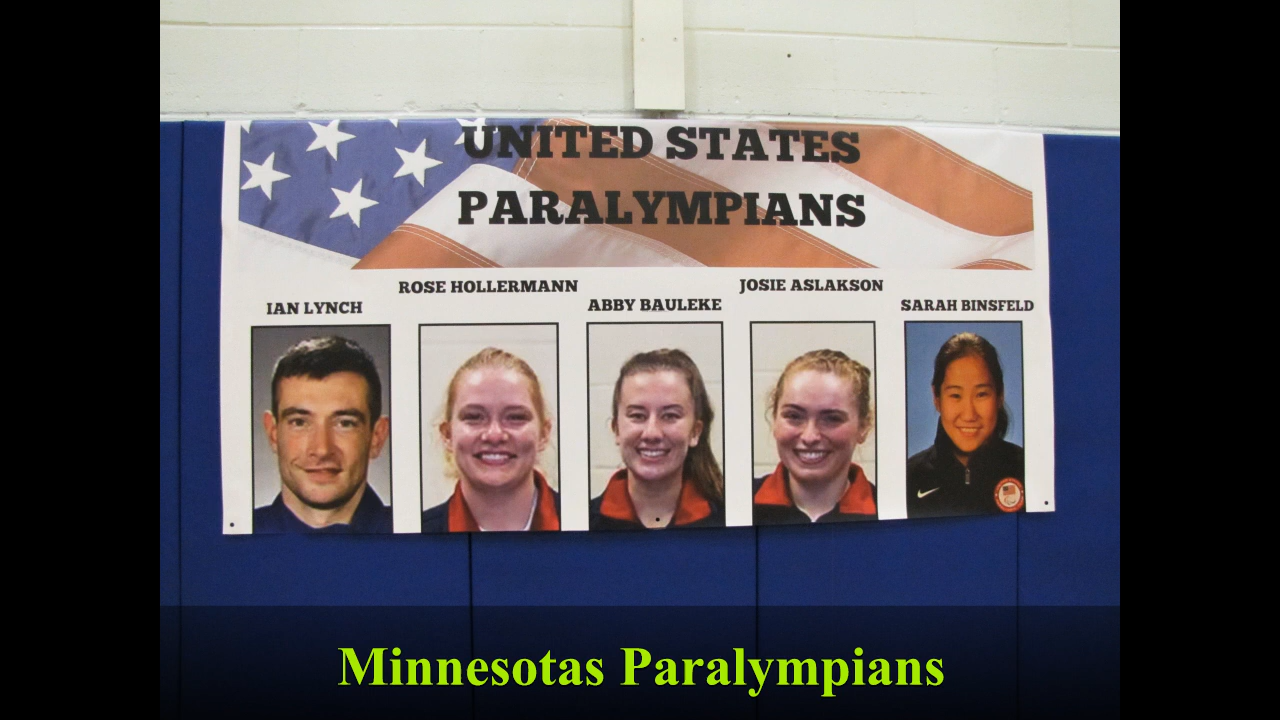 UNITED STATES
PARALYMPIANS
IAN LYNCH
ROSE HOLLERMANN
ABBY BAULEKE
JOSIE ASLAKSON
SARAH BINSFELD
Minnesotas Paralympians